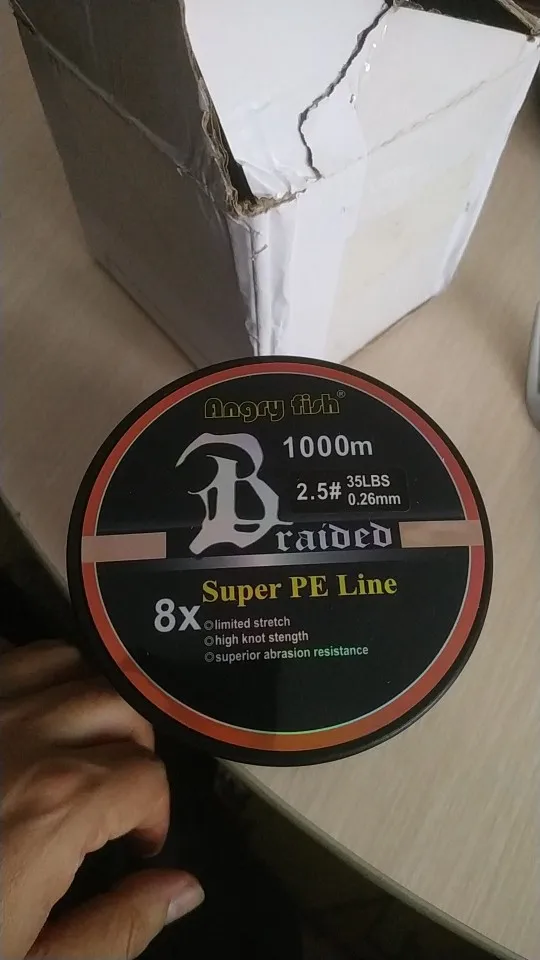 Angry fish®
1000m
2.5# 35LBS
0.26mm
Braided
Super PE Line
8x
limited stretch
high knot stength
superior abrasion resistance